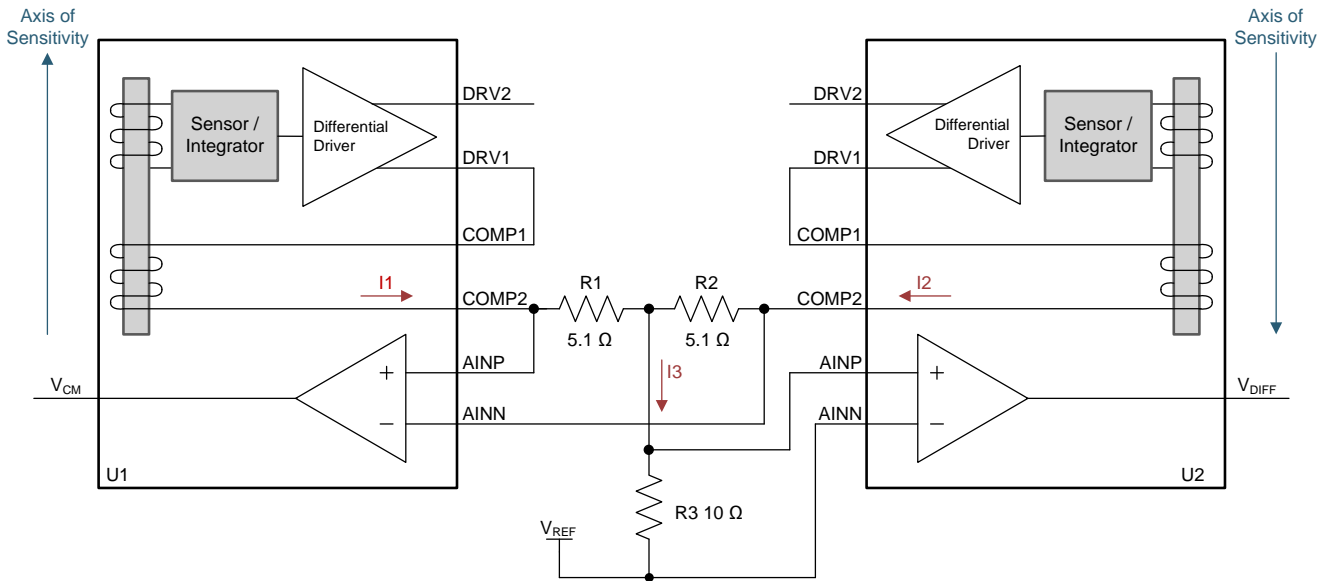 Axis of
Sensitivity
Axis of
Sensitivity
Sensor /
Integrator
Differential
Driver
DRV2
DRV1
COMP1
COMP2
AINP
AINN
I1
V_CM
U1
R1
5.1 Ω
R2
5.1 Ω
I3
R3 10 Ω
V_REF
DRV2
DRV1
COMP1
COMP2
AINP
AINN
I2
Differential
Driver
Sensor /
Integrator
+
−
+
−
V_DIFF
U2